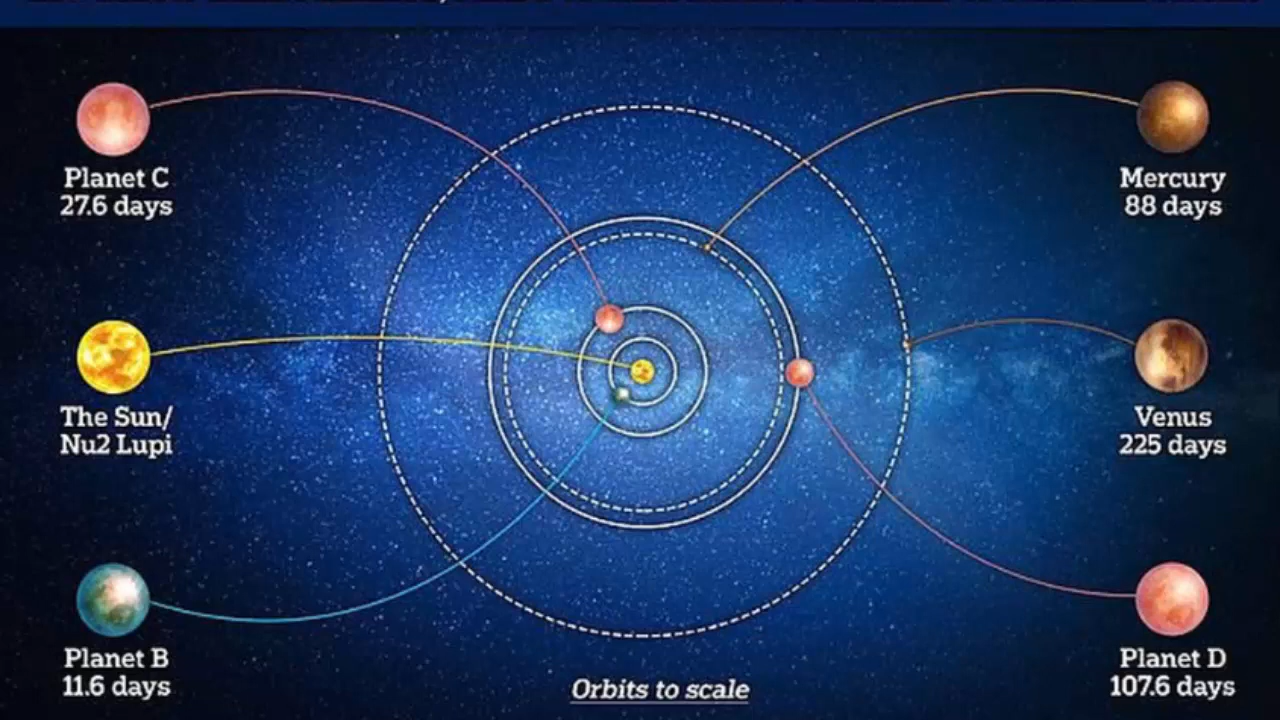 Planet C
27.6 days
Mercury
88 days
The Sun/
Nu2 Lupi
Venus
225 days
Planet B
11.6 days
Planet D
107.6 days
Orbits to scale